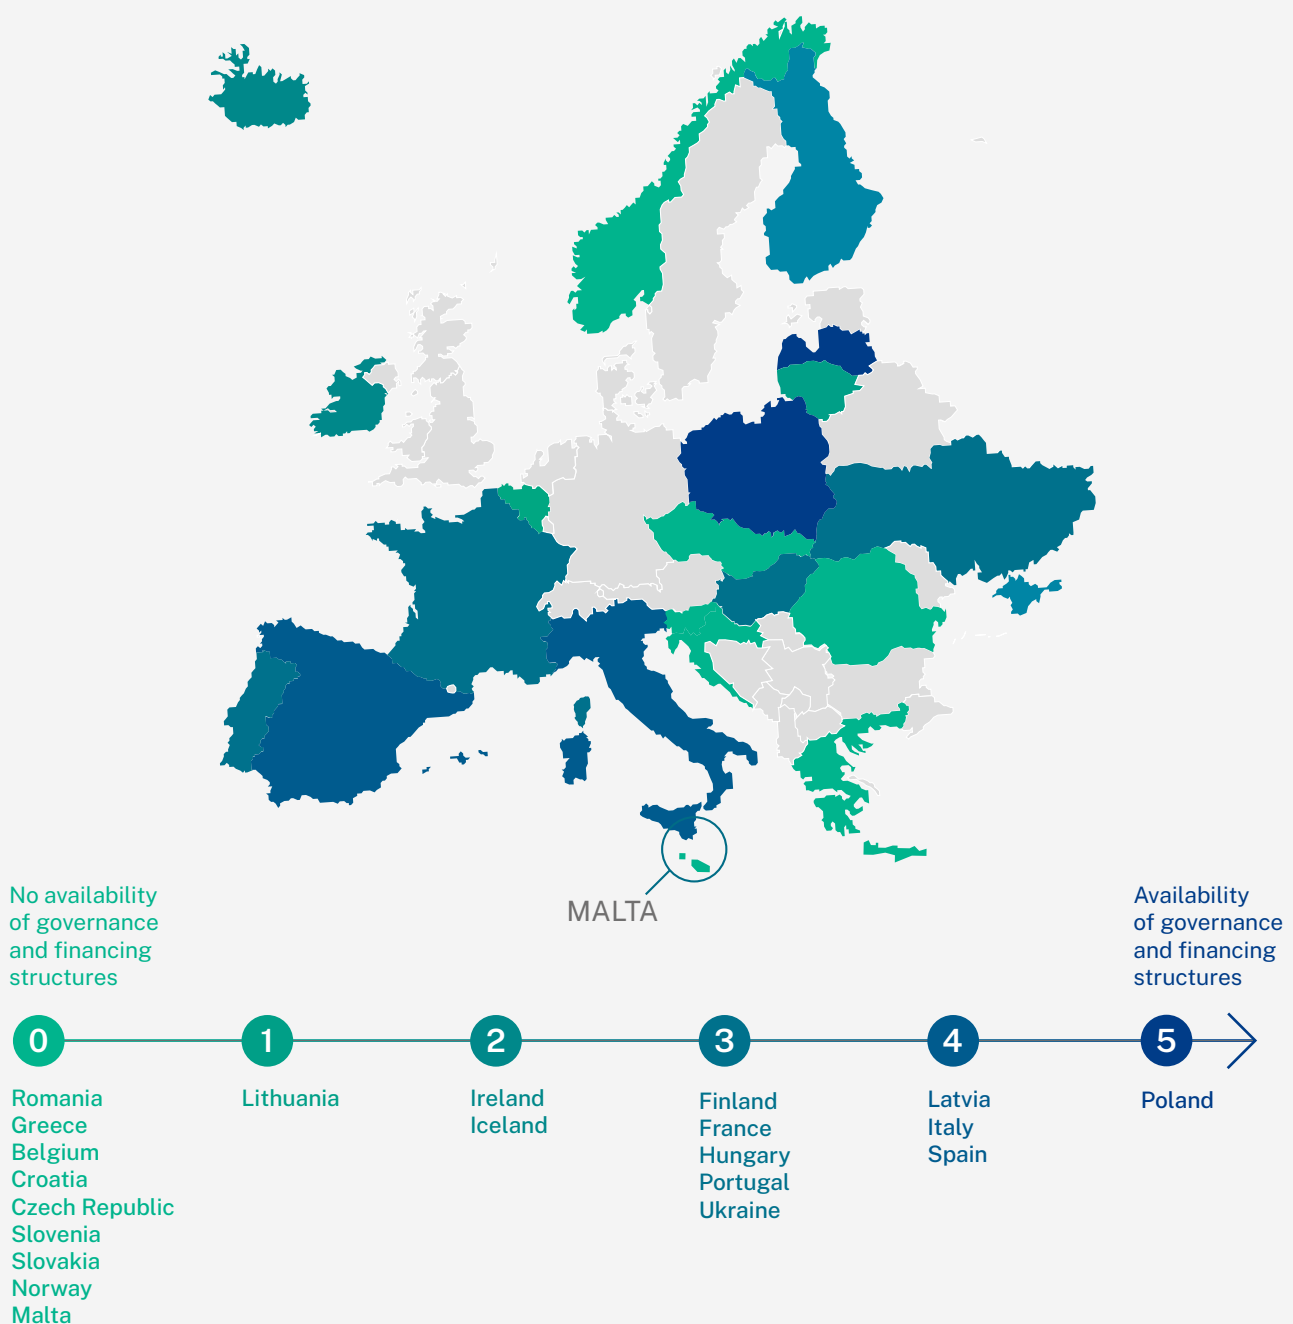 MALTA
No availability
of governance
and financing
structures
Availability
of governance
and financing
structures
0
1
2
3
4
5
Romania
Greece
Belgium
Croatia
Czech Republic
Slovenia
Slovakia
Norway
Malta
Lithuania
Ireland
Iceland
Finland
France
Hungary
Portugal
Ukraine
Latvia
Italy
Spain
Poland